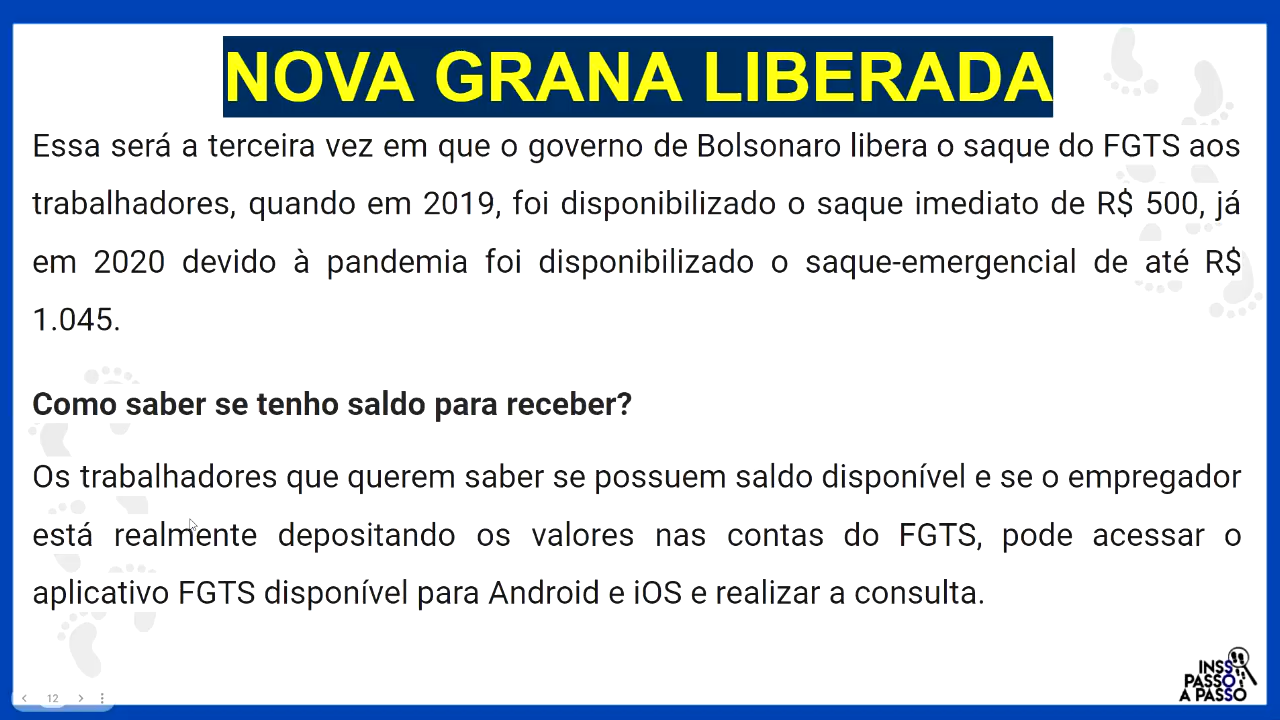 NOVA GRANA LIBERADA
Essa será a terceira vez em que o governo de Bolsonaro libera o saque do FGTS aos
trabalhadores, quando em 2019, foi disponibilizado o saque imediato de R$ 500, já
em 2020 devido à pandemia foi disponibilizado o saque-emergencial de até R$
1.045.
Como saber se tenho saldo para receber?
Os trabalhadores que querem saber se possuem saldo disponível e se o empregador
está realmente depositando os valores nas contas do FGTS, pode acessar o
aplicativo FGTS disponível para Android e iOS e realizar a consulta.
INSS
PASSO
A PASSO
12